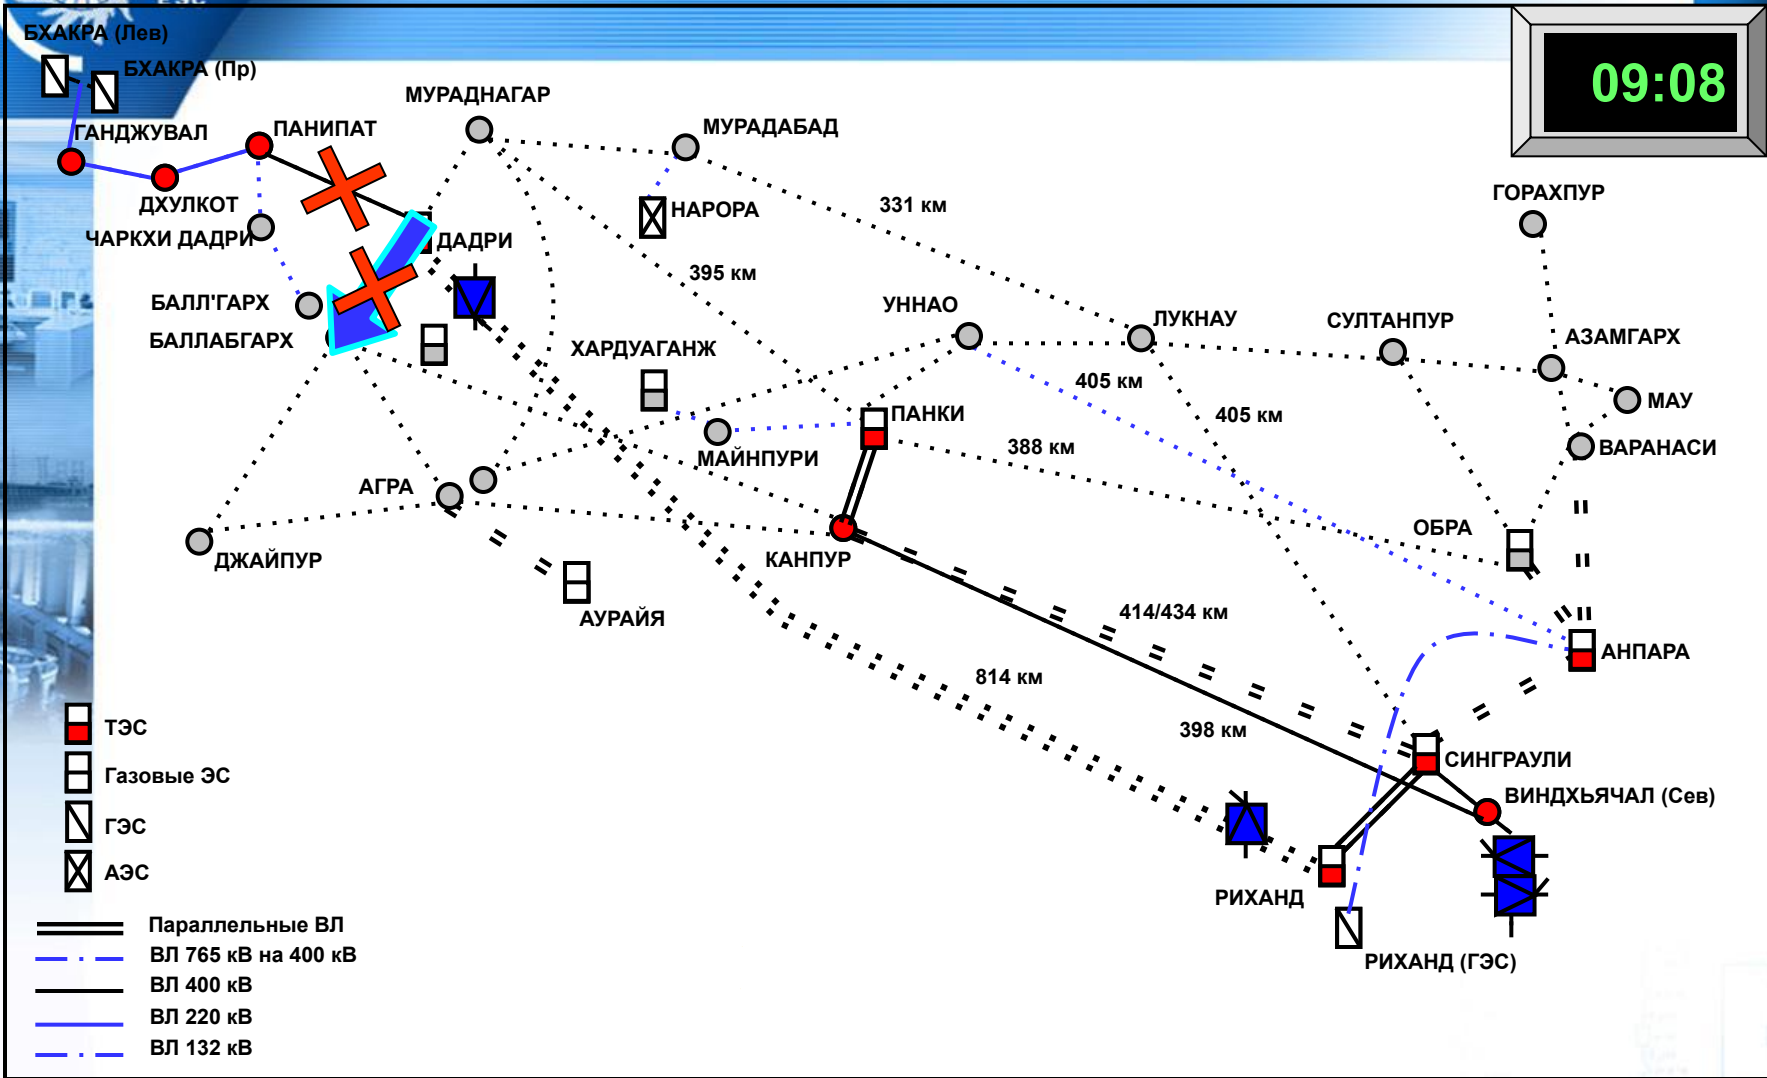 ЕЭС
БХАКРА (Лев)
БХАКРА (Пр)
09:08
МУРАДНАГАР
ГАНДЖУВАЛ
ПАНИПАТ
МУРАДАБАД
ДХУЛКОТ
НАРОРА
331 км
ГОРАХПУР
ЧАРКХИ ДАДРИ
ДАДРИ
395 км
БАЛЛ'ГАРХ
УННАО
ЛУКНАУ
СУЛТАНПУР
АЗАМГАРХ
БАЛЛАБГАРХ
ХАРДУАГАНЖ
405 км
МАУ
ПАНКИ
405 км
МАЙНПУРИ
388 км
ВАРАНАСИ
АГРА
ОБРА
ДЖАЙПУР
КАНПУР
АУРАЙЯ
414/434 км
АНПАРА
814 км
398 км
СИНГРАУЛИ
ВИНДХЬЯЧАЛ (Сев)
РИХАНД
РИХАНД (ГЭС)
ТЭС
Газовые ЭС
ГЭС
АЭС
Параллельные ВЛ
ВЛ 765 кВ на 400 кВ
ВЛ 400 кВ
ВЛ 220 кВ
ВЛ 132 кВ